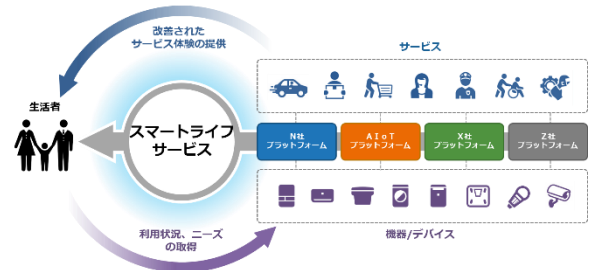 改善された
サービス体験の提供
サービス
生活者
スマートライフ
サービス
N社
プラットフォーム
AIoT
プラットフォーム
X社
プラットフォーム
Z社
プラットフォーム
利用状況、ニーズ
の取得
機器/デバイス